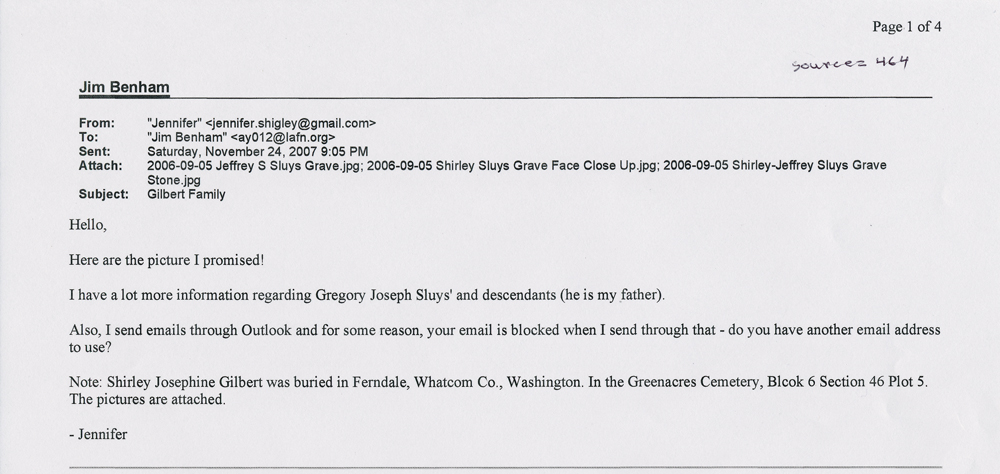 Page 1 of 4
source= 464
Jim Benham
From: "Jennifer" <jennifer.shigley@gmail.com>
To: "Jim Benham" <ay012@lafn.org>
Sent: Saturday, November 24, 2007 9:05 PM
Attach: 2006-09-05 Jeffrey S Sluys Grave.jpg; 2006-09-05 Shirley Sluys Grave Face Close Up.jpg; 2006-09-05 Shirley-Jeffrey Sluys Grave
Stone.jpg
Subject: Gilbert Family
Hello,
Here are the picture I promised!
I have a lot more information regarding Gregory Joseph Sluys' and descendants (he is my father).
Also, I send emails through Outlook and for some reason, your email is blocked when I send through that - do you have another email address
to use?
Note: Shirley Josephine Gilbert was buried in Ferndale, Whatcom Co., Washington. In the Greenacres Cemetery, Blcok 6 Section 46 Plot 5.
The pictures are attached.
- Jennifer